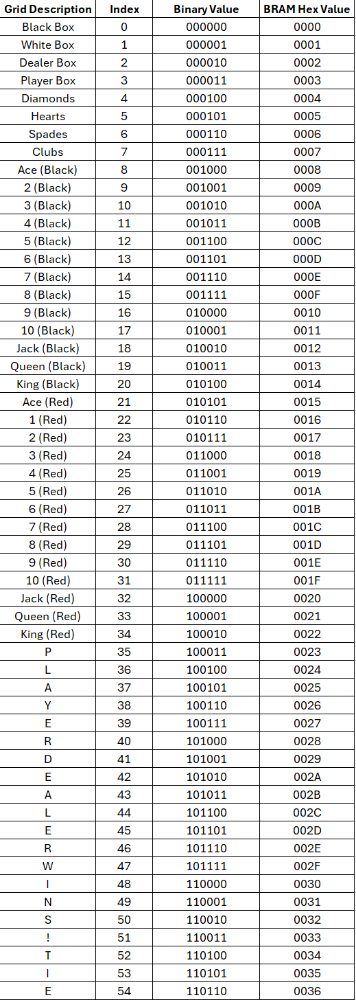 Grid Description Index Binary Value BRAM Hex Value
Black Box 0 000000 0000
White Box 1 000001 0001
Dealer Box 2 000010 0002
Player Box 3 000011 0003
Diamonds 4 000100 0004
Hearts 5 000101 0005
Spades 6 000110 0006
Clubs 7 000111 0007
Ace (Black) 8 001000 0008
2 (Black) 9 001001 0009
3 (Black) 10 001010 000A
4 (Black) 11 001011 000B
5 (Black) 12 001100 000C
6 (Black) 13 001101 000D
7 (Black) 14 001110 000E
8 (Black) 15 001111 000F
9 (Black) 16 010000 0010
10 (Black) 17 010001 0011
Jack (Black) 18 010010 0012
Queen (Black) 19 010011 0013
King (Black) 20 010100 0014
Ace (Red) 21 010101 0015
1 (Red) 22 010110 0016
2 (Red) 23 010111 0017
3 (Red) 24 011000 0018
4 (Red) 25 011001 0019
5 (Red) 26 011010 001A
6 (Red) 27 011011 001B
7 (Red) 28 011100 001C
8 (Red) 29 011101 001D
9 (Red) 30 011110 001E
10 (Red) 31 011111 001F
Jack (Red) 32 100000 0020
Queen (Red) 33 100001 0021
King (Red) 34 100010 0022
P 35 100011 0023
L 36 100100 0024
A 37 100101 0025
Y 38 100110 0026
E 39 100111 0027
R 40 101000 0028
D 41 101001 0029
E 42 101010 002A
A 43 101011 002B
L 44 101100 002C
E 45 101101 002D
R 46 101110 002E
W 47 101111 002F
I 48 110000 0030
N 49 110001 0031
S 50 110010 0032
! 51 110011 0033
T 52 110100 0034
I 53 110101 0035
E 54 110110 0036